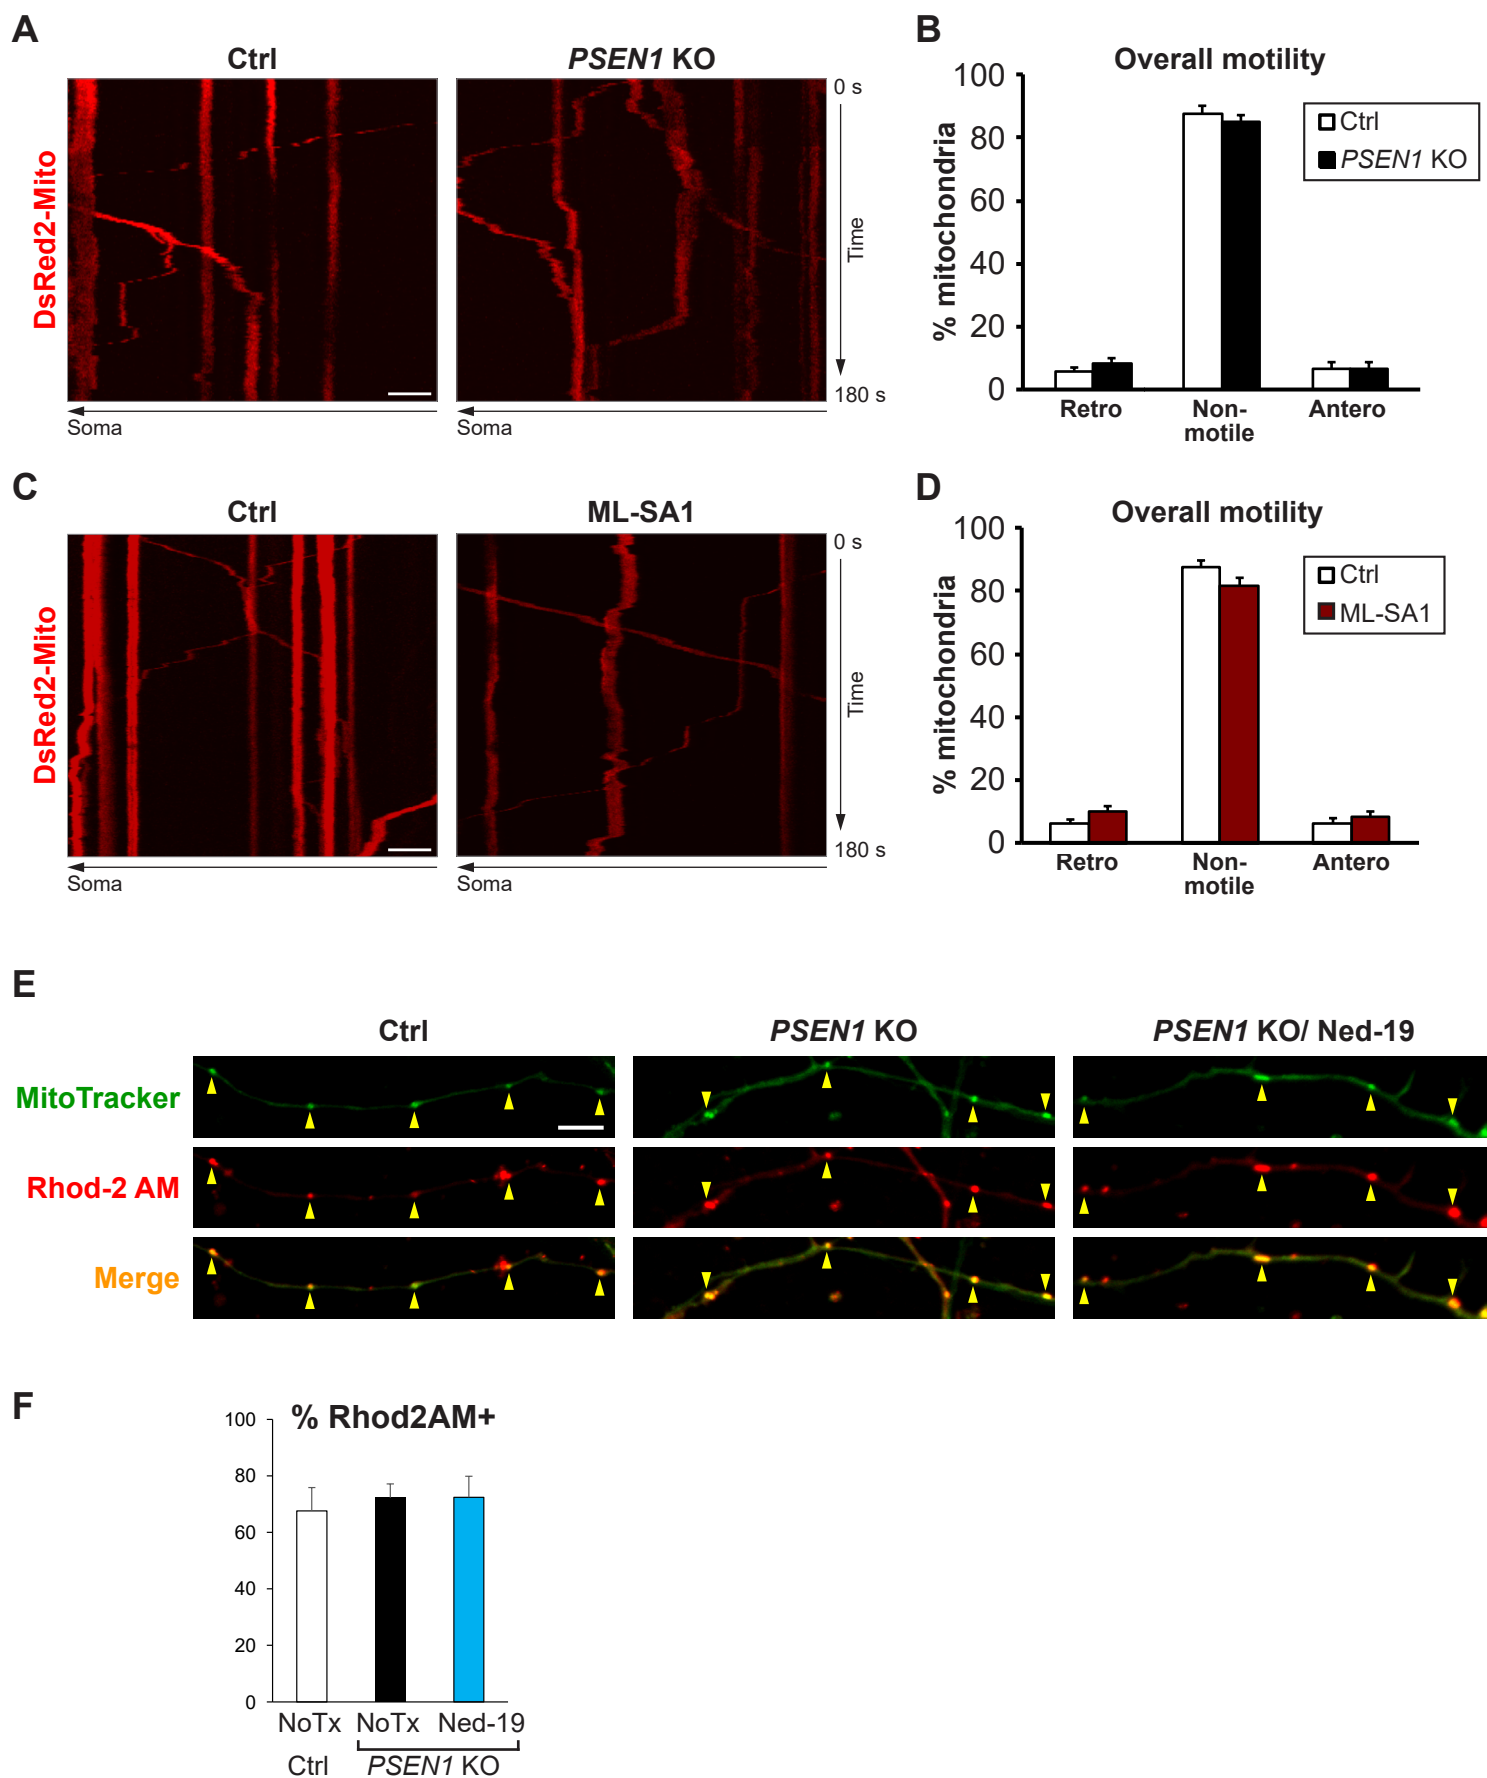 A
Ctrl
PSEN1 KO
DsRed2-Mito
0 s
Time
180 s
Soma
Soma
B
Overall motility
% mitochondria
100
80
60
40
20
0
Ctrl
PSEN1 KO
Retro
Non-
motile
Antero
C
Ctrl
ML-SA1
DsRed2-Mito
0 s
Time
180 s
Soma
Soma
D
Overall motility
% mitochondria
100
80
60
40
20
0
Ctrl
ML-SA1
Retro
Non-
motile
Antero
E
Ctrl
PSEN1 KO
PSEN1 KO/ Ned-19
MitoTracker
Rhod-2 AM
Merge
F
% Rhod2AM+
100
80
60
40
20
0
NoTx
NoTx
Ned-19
Ctrl
PSEN1 KO